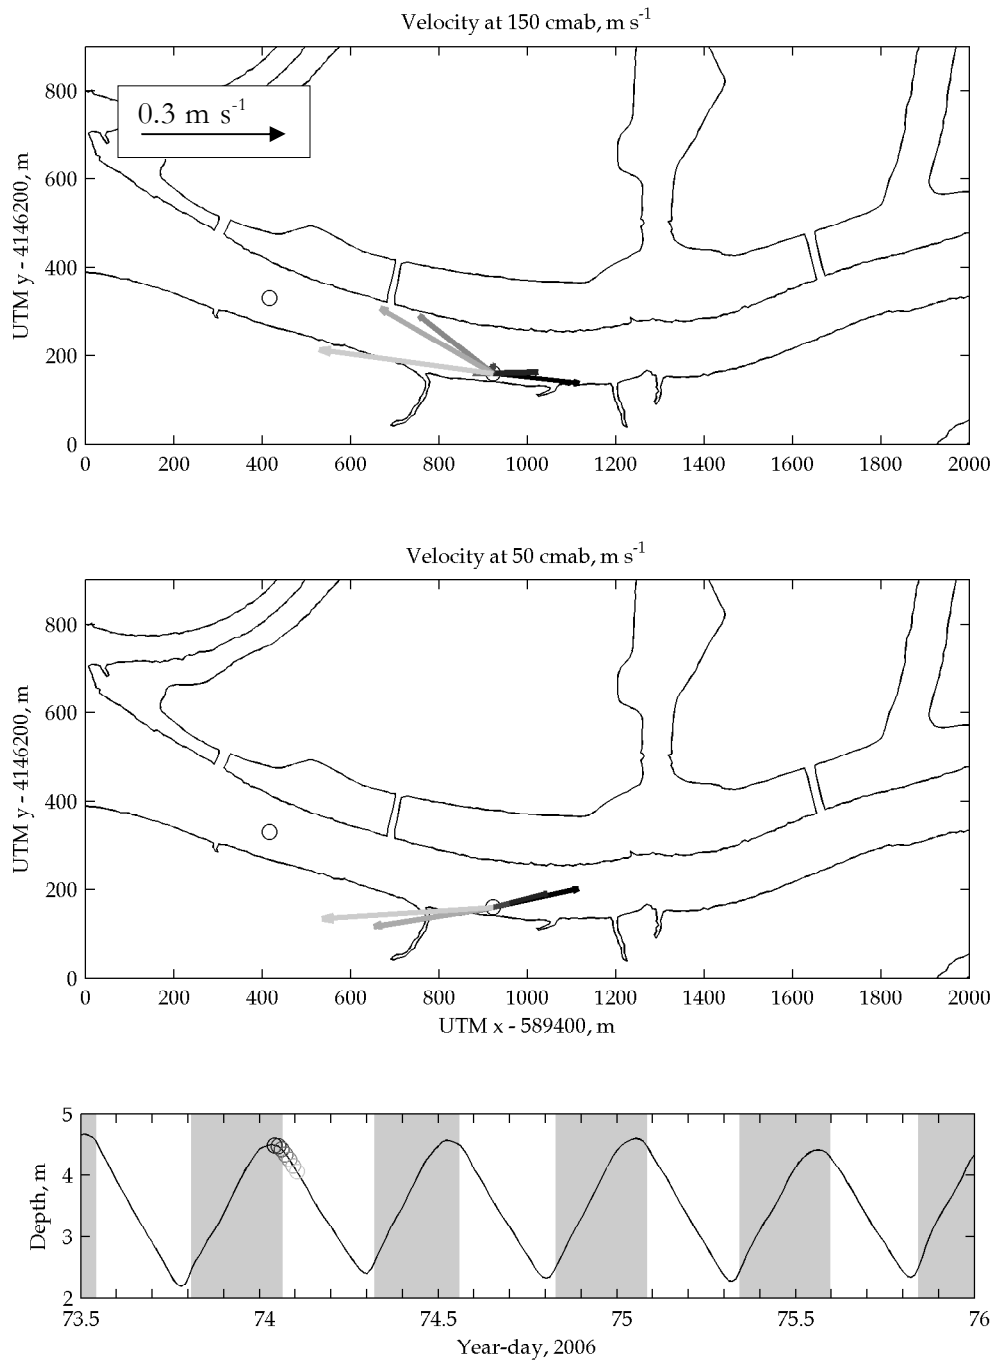 Velocity at 150 cmab, m s-1
0.3 m s-1
800
600
400
200
0
UTM y - 4146200, m
0 200 400 600 800 1000 1200 1400 1600 1800 2000
Velocity at 50 cmab, m s-1
800
600
400
200
0
UTM y - 4146200, m
0 200 400 600 800 1000 1200 1400 1600 1800 2000
UTM x - 589400, m
5
4
3
2
Depth, m
73.5 74 74.5 75 75.5 76
Year-day, 2006